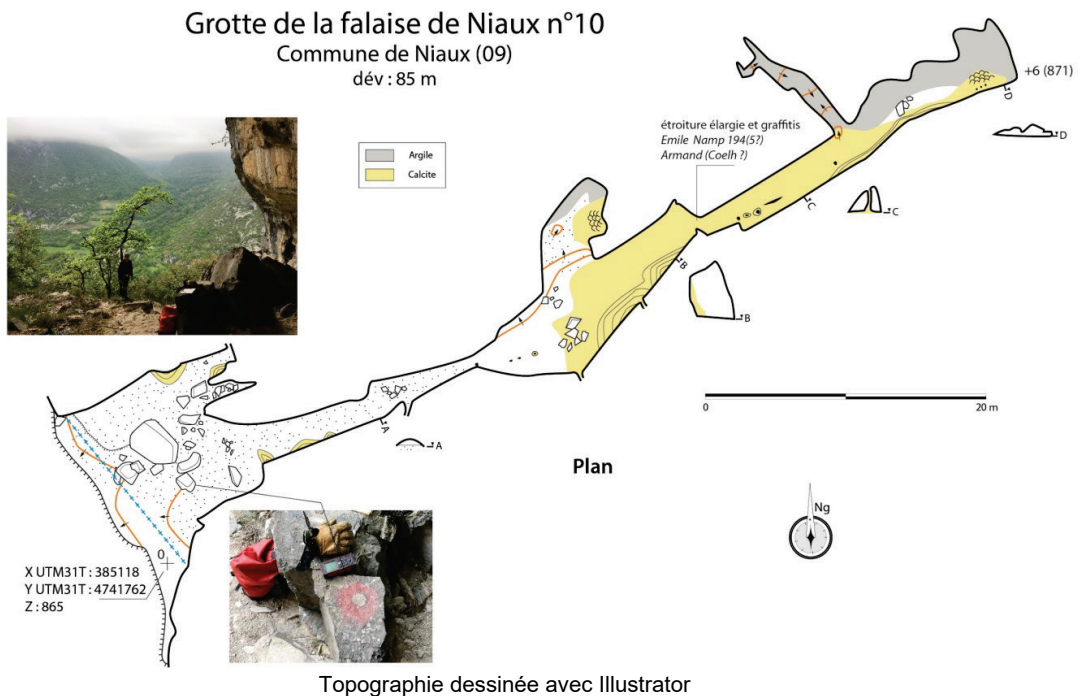 Grotte de la falaise de Niaux n°10
Commune de Niaux (09)
dév : 85 m
+6 (871)
D
D
étroiture élargie et graffitis
Emile Namp 194(5?)
Armand (Coelh ?)
Argile
Calcite
C
C
B
B
0
20 m
A
A
Plan
Ng
0
X UTM31T : 385118
Y UTM31T : 4741762
Z : 865
Topographie dessinée avec Illustrator